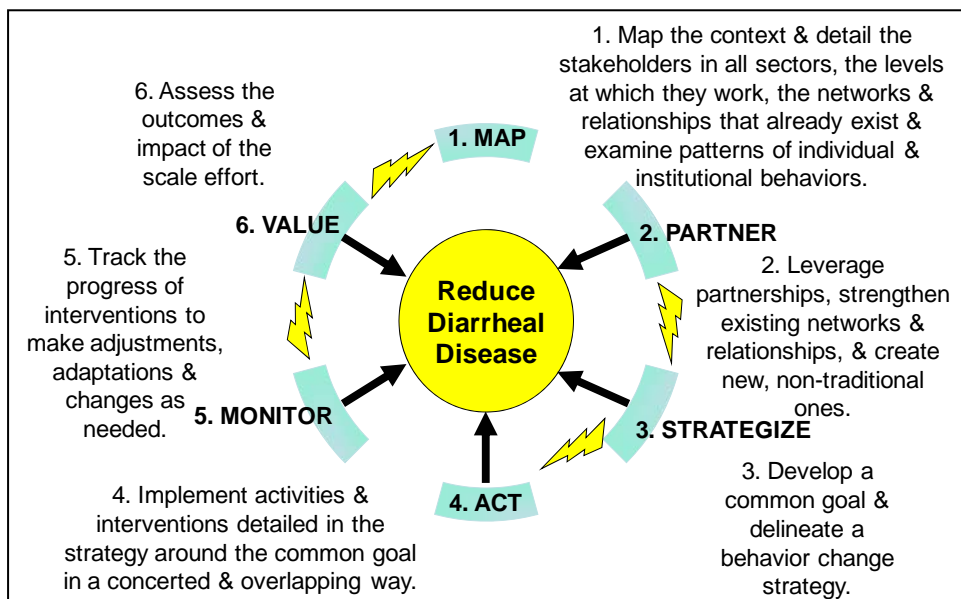 1. Map the context & detail the
stakeholders in all sectors, the levels
at which they work, the networks &
relationships that already exist &
examine patterns of individual &
institutional behaviors.
6. Assess the
outcomes &
impact of the
scale effort.
1. MAP
6. VALUE
2. PARTNER
5. Track the
progress of
interventions to
make adjustments,
adaptations &
changes as
needed.
Reduce
Diarrheal
Disease
2. Leverage
partnerships, strengthen
existing networks &
relationships, & create
new, non-traditional
ones.
5. MONITOR
3. STRATEGIZE
4. ACT
4. Implement activities &
interventions detailed in the
strategy around the common goal
in a concerted & overlapping way.
3. Develop a
common goal &
delineate a
behavior change
strategy.